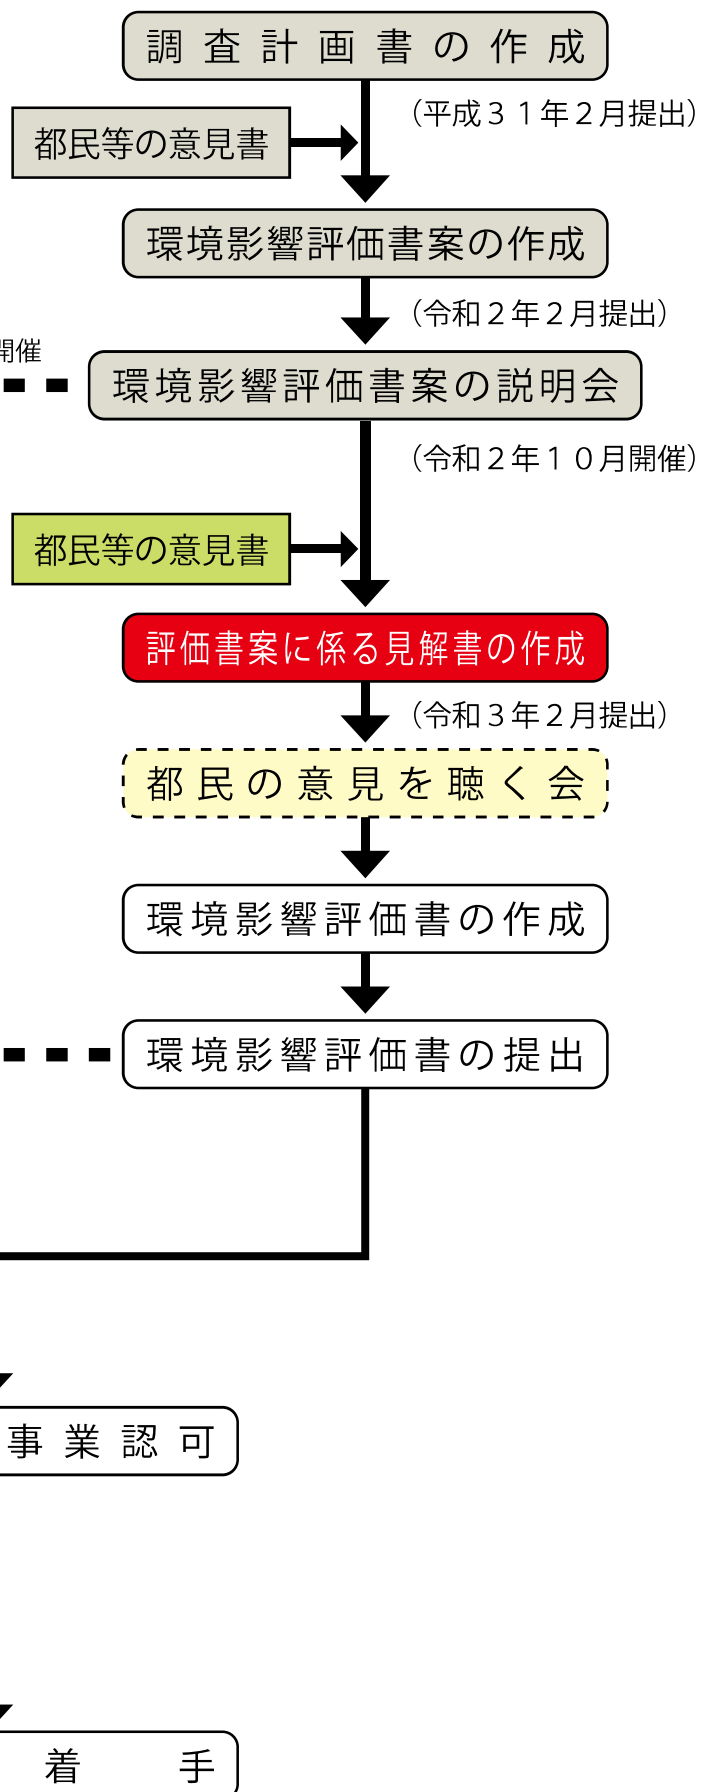 調査計画書の作成
（平成３１年２月提出）
都民等の意見書
環境影響評価書案の作成
（令和２年２月提出）
開催
環境影響評価書案の説明会
（令和２年１０月開催）
都民等の意見書
評価書案に係る見解書の作成
（令和３年２月提出）
都民の意見を聴く会
環境影響評価書の作成
環境影響評価書の提出
事業認可
着手